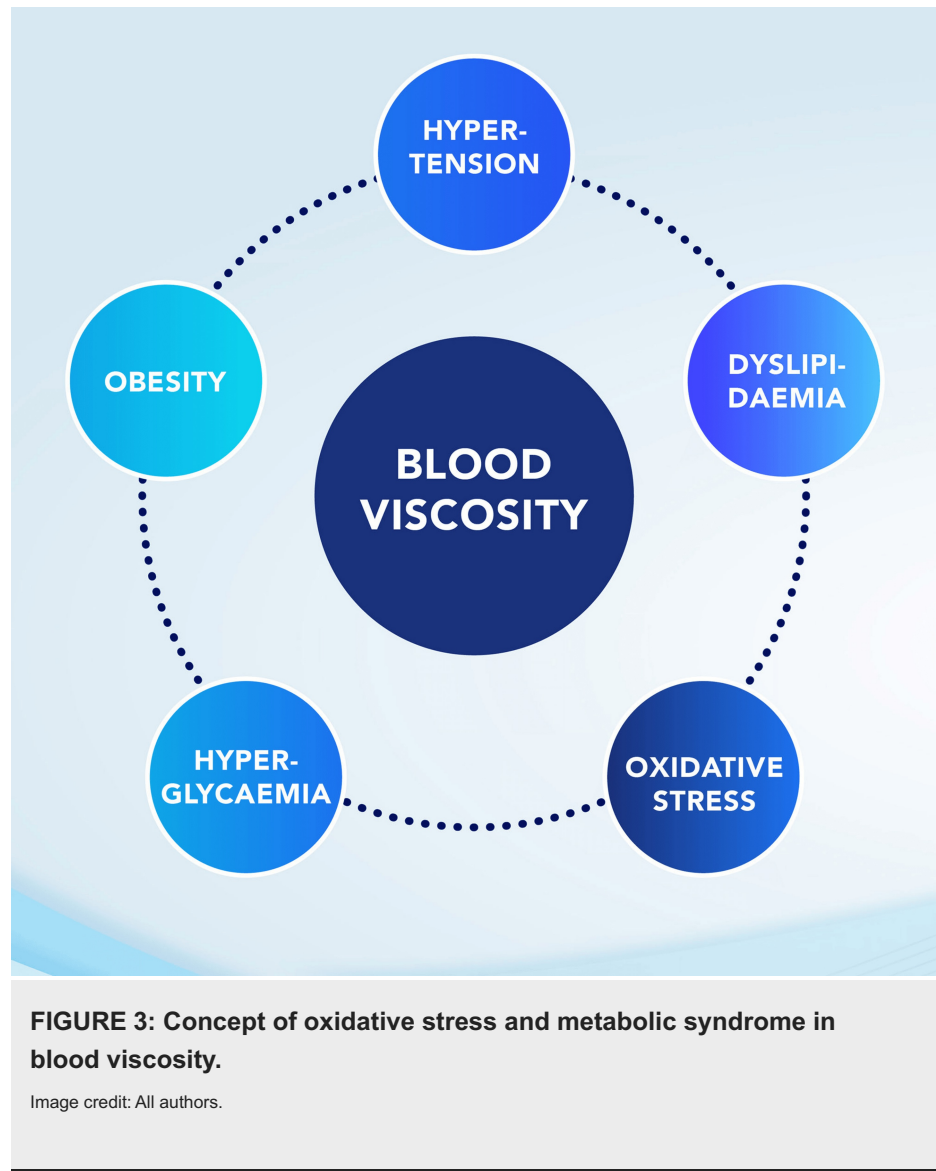 HYPER-
TENSION
OBESITY
DYSLIPI-
DAEMIA
BLOOD
VISCOSITY
HYPER-
GLYCAEMIA
OXIDATIVE
STRESS
FIGURE 3: Concept of oxidative stress and metabolic syndrome in
blood viscosity.
Image credit: All authors.